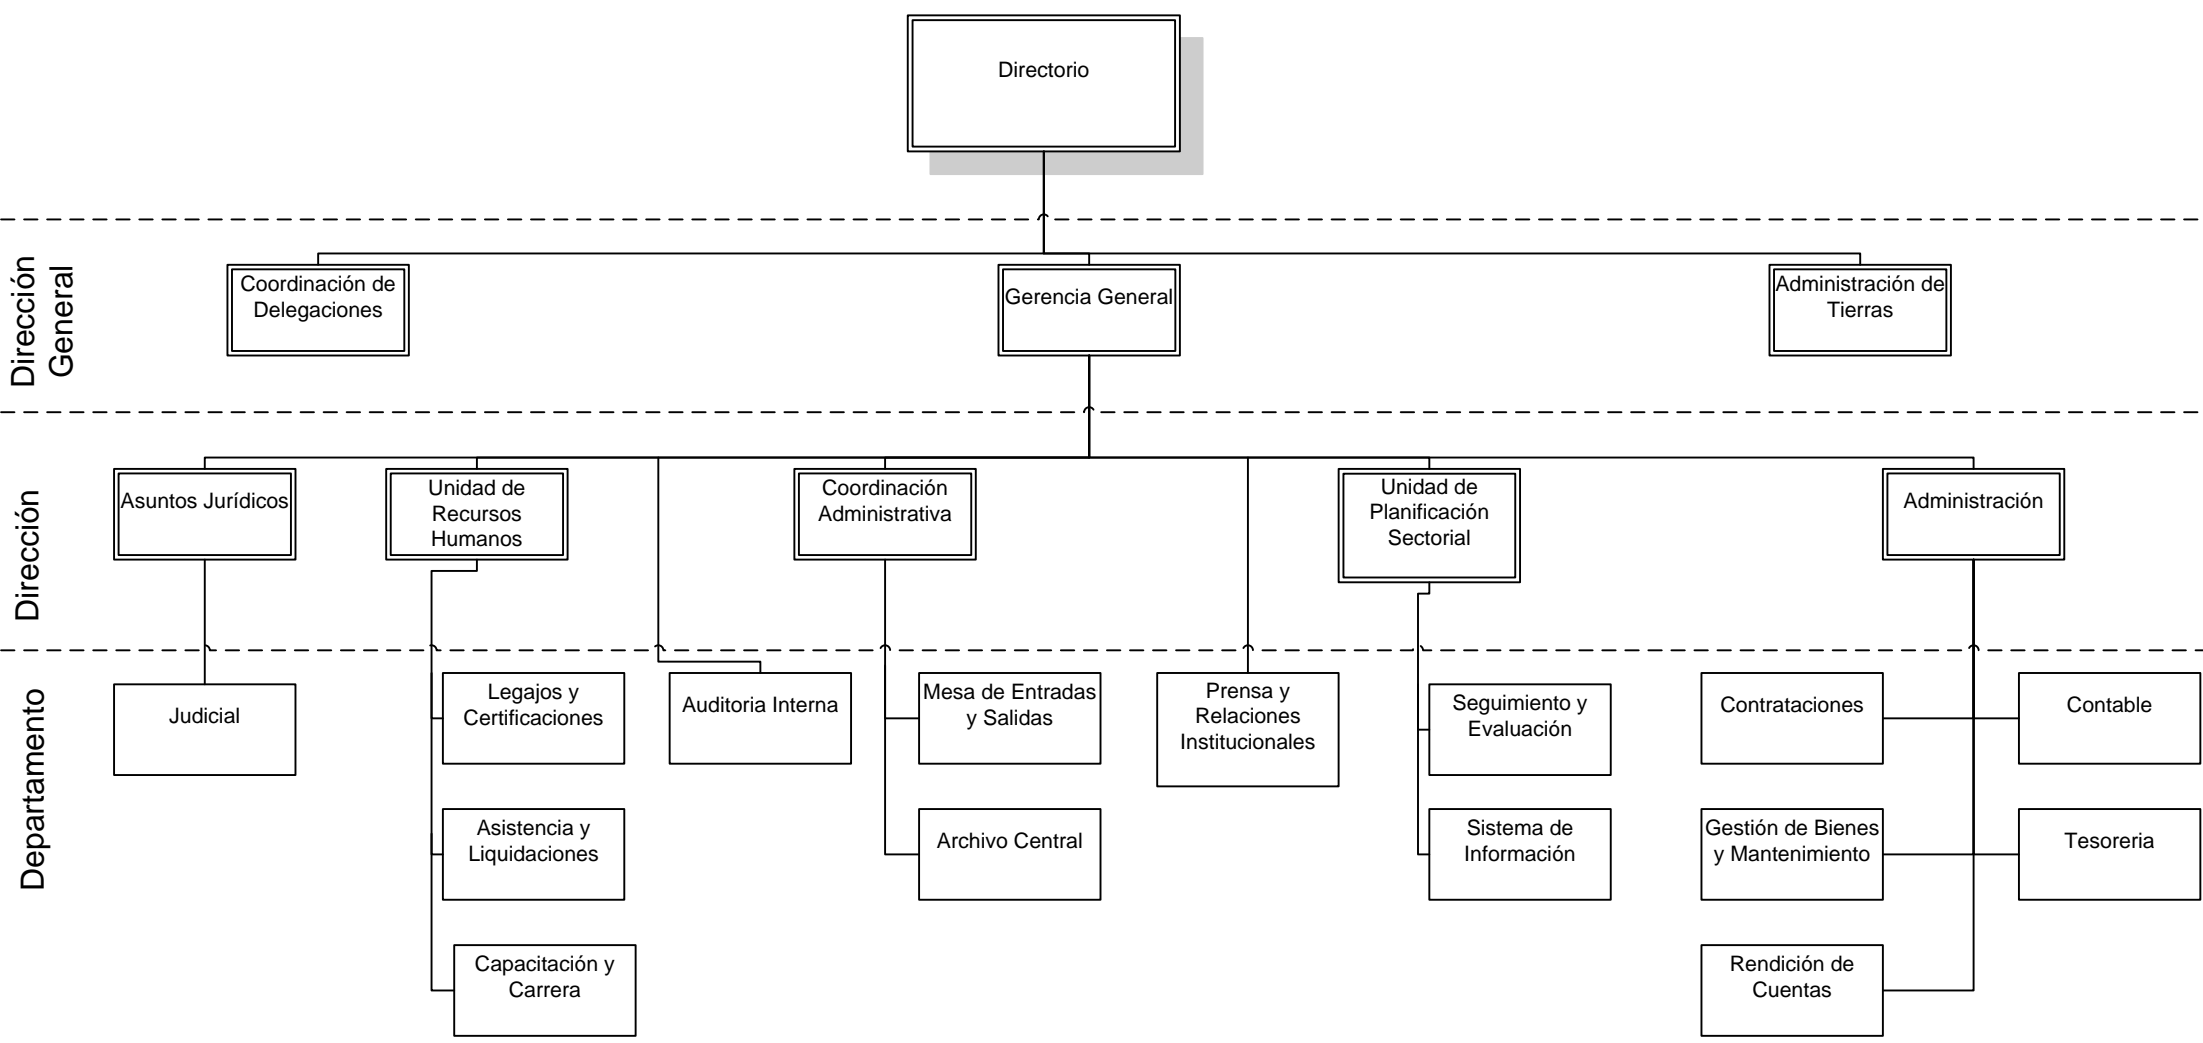 Directorio
Dirección
General
Coordinación de
Delegaciones
Gerencia General
Administración de
Tierras
Dirección
Asuntos Jurídicos
Unidad de
Recursos
Humanos
Coordinación
Administrativa
Unidad de
Planificación
Sectorial
Administración
Departamento
Judicial
Legajos y
Certificaciones
Auditoria Interna
Mesa de Entradas
y Salidas
Prensa y
Relaciones
Institucionales
Seguimiento y
Evaluación
Contrataciones
Contable
Asistencia y
Liquidaciones
Archivo Central
Sistema de
Información
Gestión de Bienes
y Mantenimiento
Tesoreria
Capacitación y
Carrera
Rendición de
Cuentas